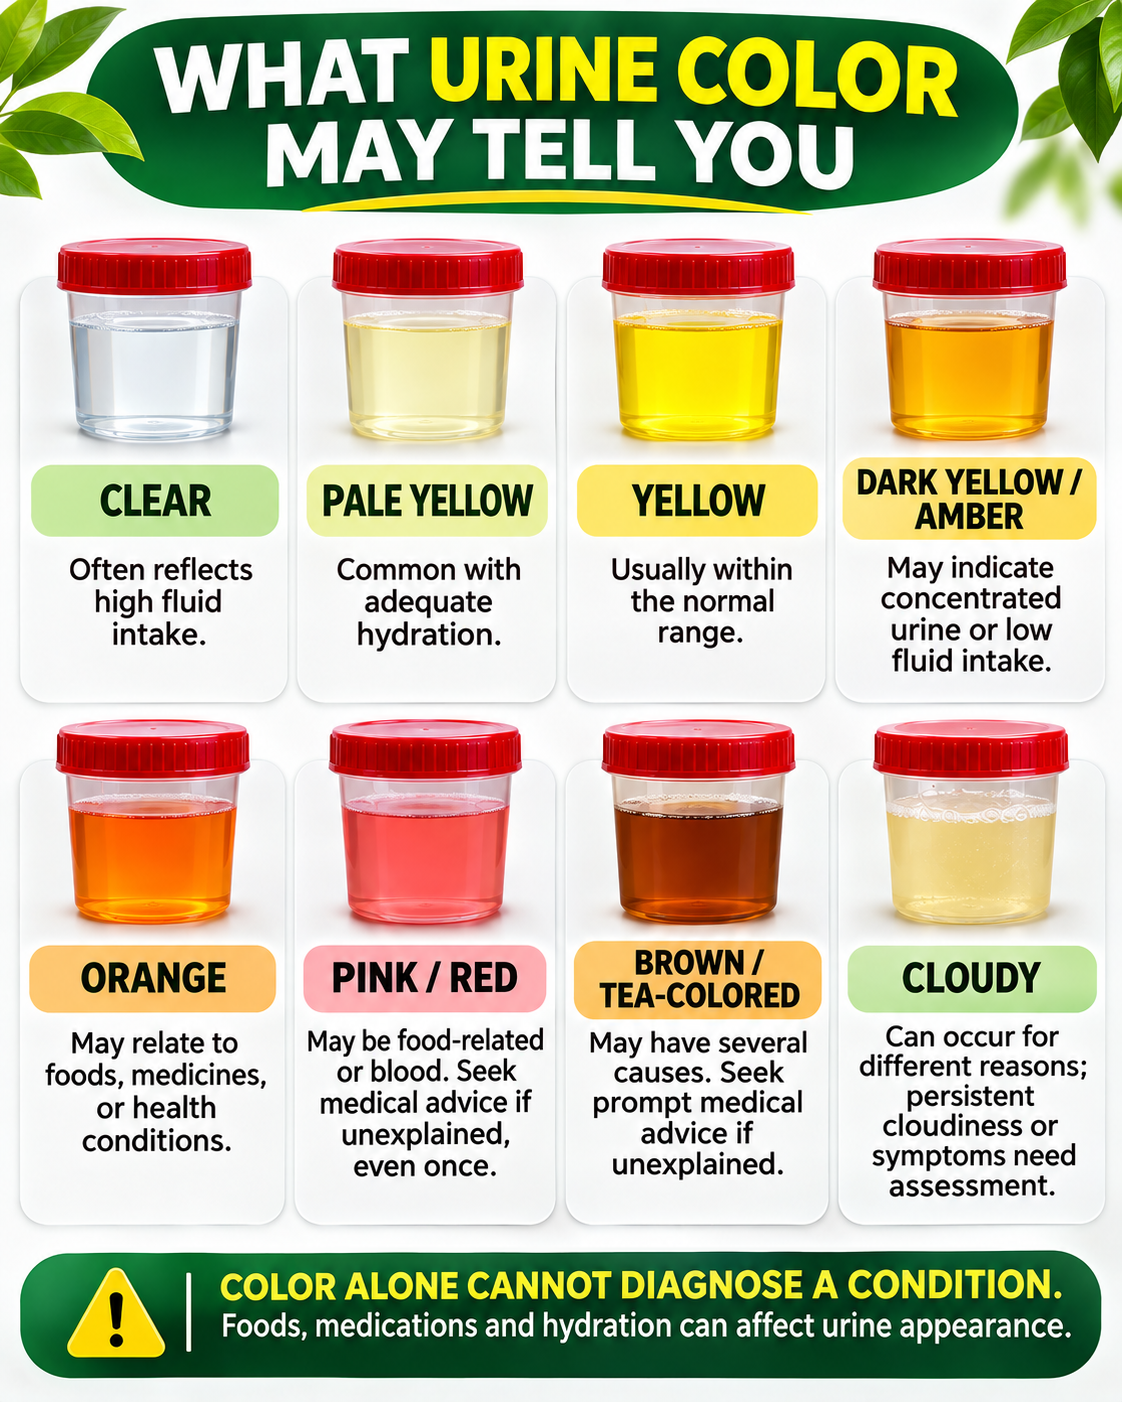 WHAT URINE COLOR
MAY TELL YOU
CLEAR
Often reflects
high fluid
intake.
PALE YELLOW
Common with
adequate
hydration.
YELLOW
Usually within
the normal
range.
DARK YELLOW /
AMBER
May indicate
concentrated
urine or low
fluid intake.
ORANGE
May relate to
foods, medicines,
or health
conditions.
PINK / RED
May be food-related
or blood. Seek
medical advice if
unexplained,
even once.
BROWN /
TEA-COLORED
May have several
causes. Seek
prompt medical
advice if
unexplained.
CLOUDY
Can occur for
different reasons;
persistent
cloudiness or
symptoms need
assessment.
COLOR ALONE CANNOT DIAGNOSE A CONDITION.
Foods, medications and hydration can affect urine appearance.